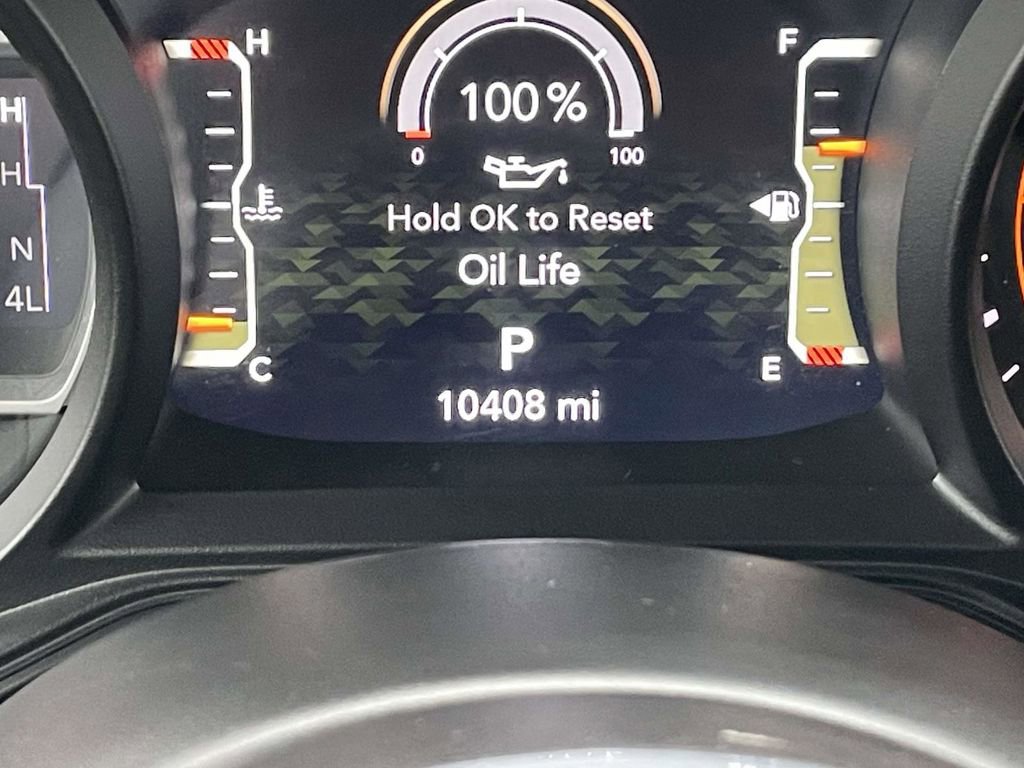 H
F
H
100%
0
100
H
Hold OK to Reset
N
Oil Life
4L
P
C
E
10408 mi